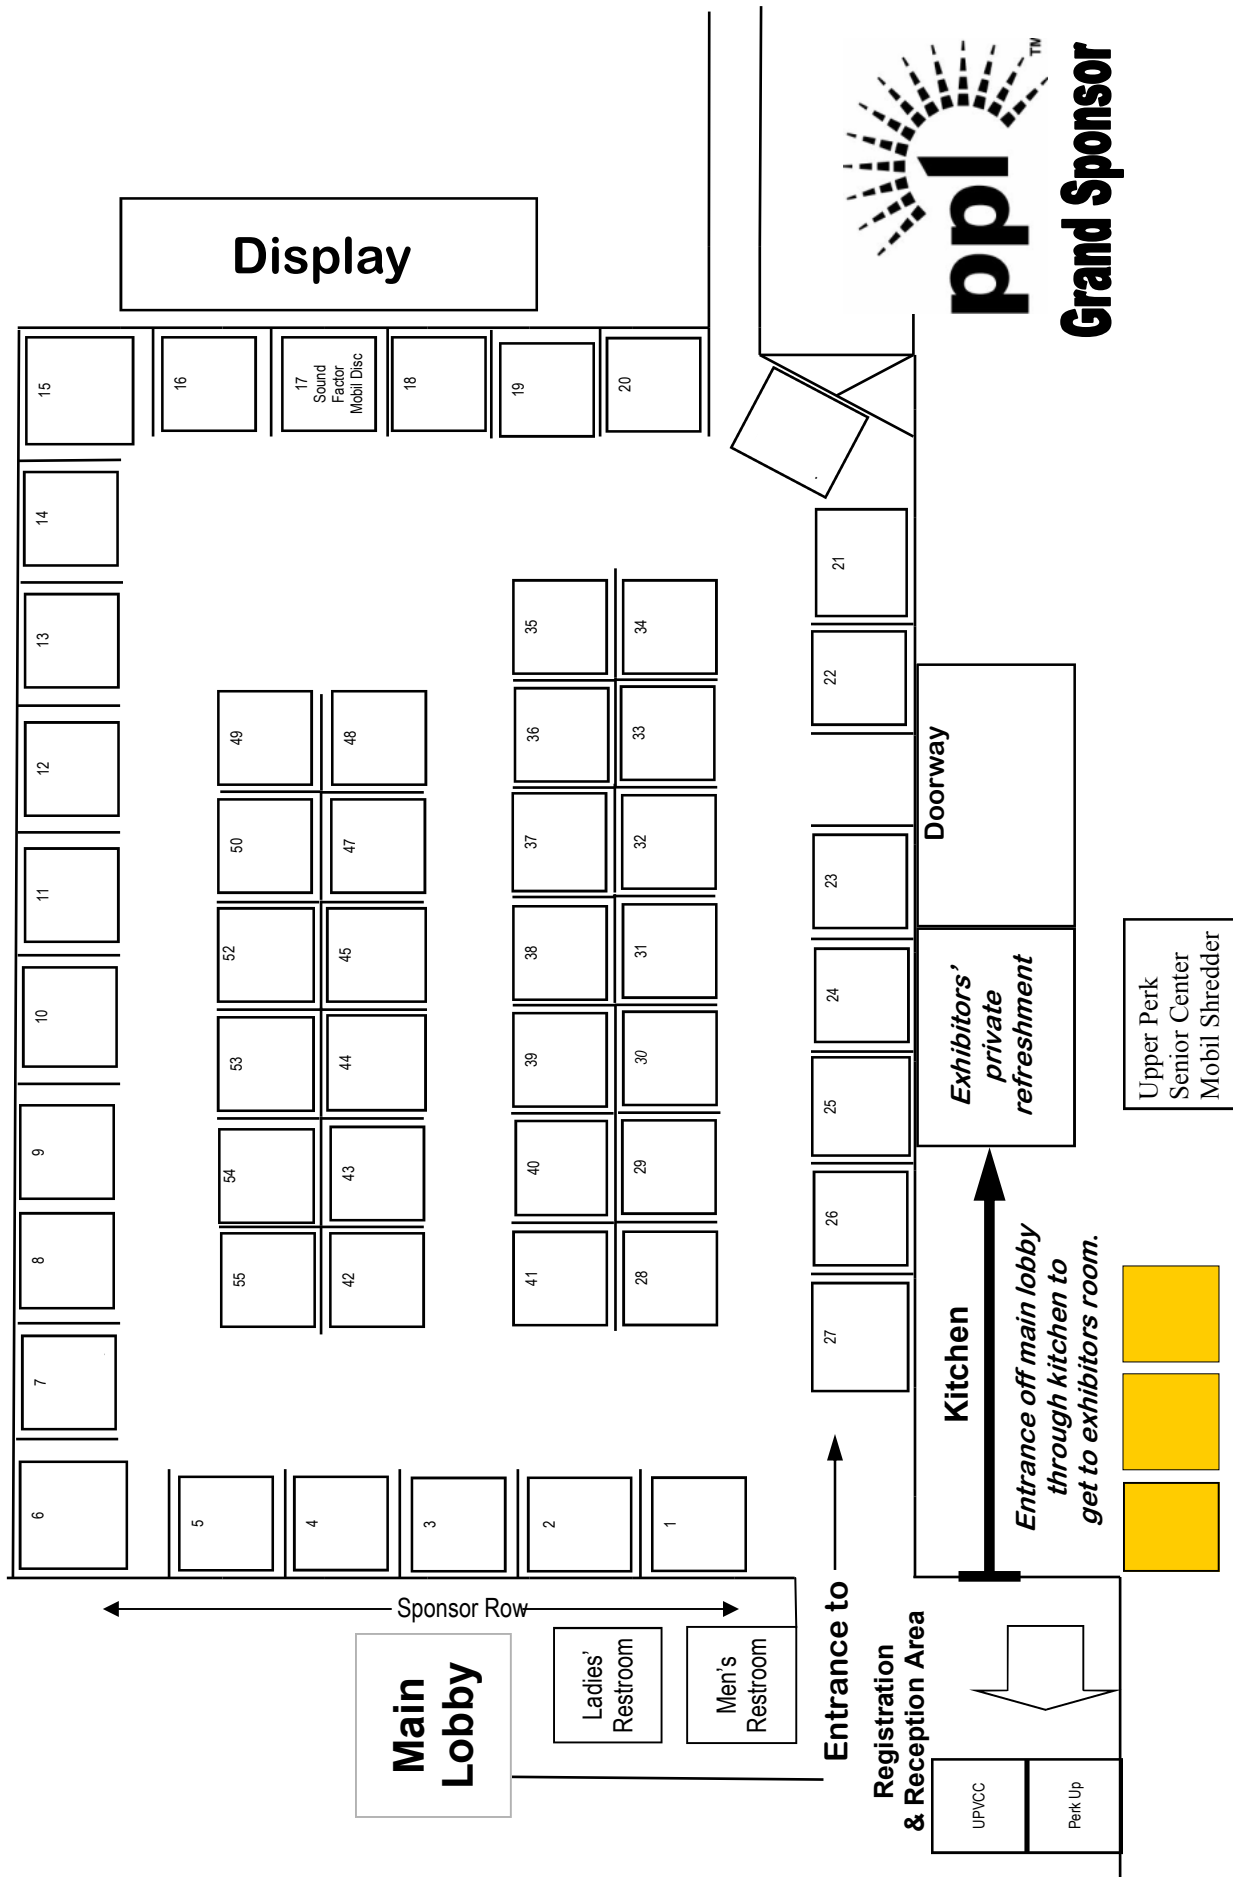 Display
15
16
17
Sound
Factor
Mobil Disc
18
19
20
14
13
12
11
10
9
8
7
6
5
4
3
2
1
49
48
50
47
52
45
53
44
54
43
55
42
35
34
36
33
37
32
38
31
39
30
40
29
41
28
21
22
23
24
25
26
27
ppl
TM
Grand Sponsor
Doorway
Exhibitors’
private
refreshment
Kitchen
Entrance off main lobby
through kitchen to
get to exhibitors room.
Upper Perk
Senior Center
Mobil Shredder
Sponsor Row
Main
Lobby
Ladies’
Restroom
Men’s
Restroom
Entrance to
Registration
& Reception Area
UPVCC
Perk Up